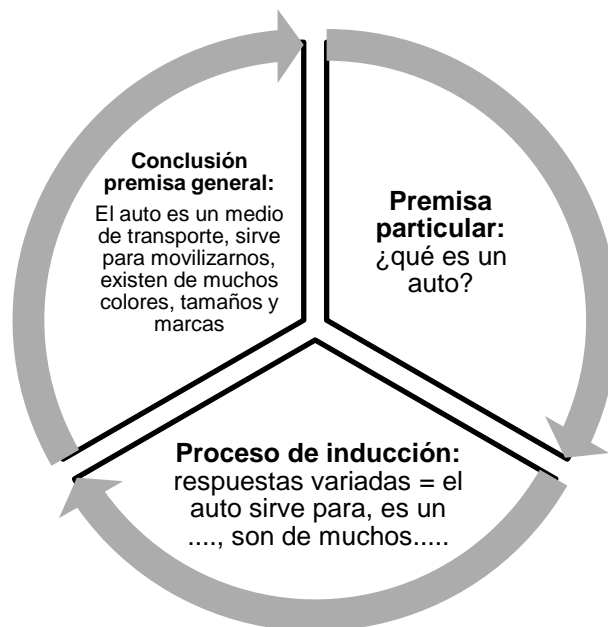 Conclusión
premisa general:
El auto es un medio
de transporte, sirve
para movilizarnos,
existen de muchos
colores, tamaños y
marcas
Premisa
particular:
¿qué es un
auto?
Proceso de inducción:
respuestas variadas = el
auto sirve para, es un
...., son de muchos.....